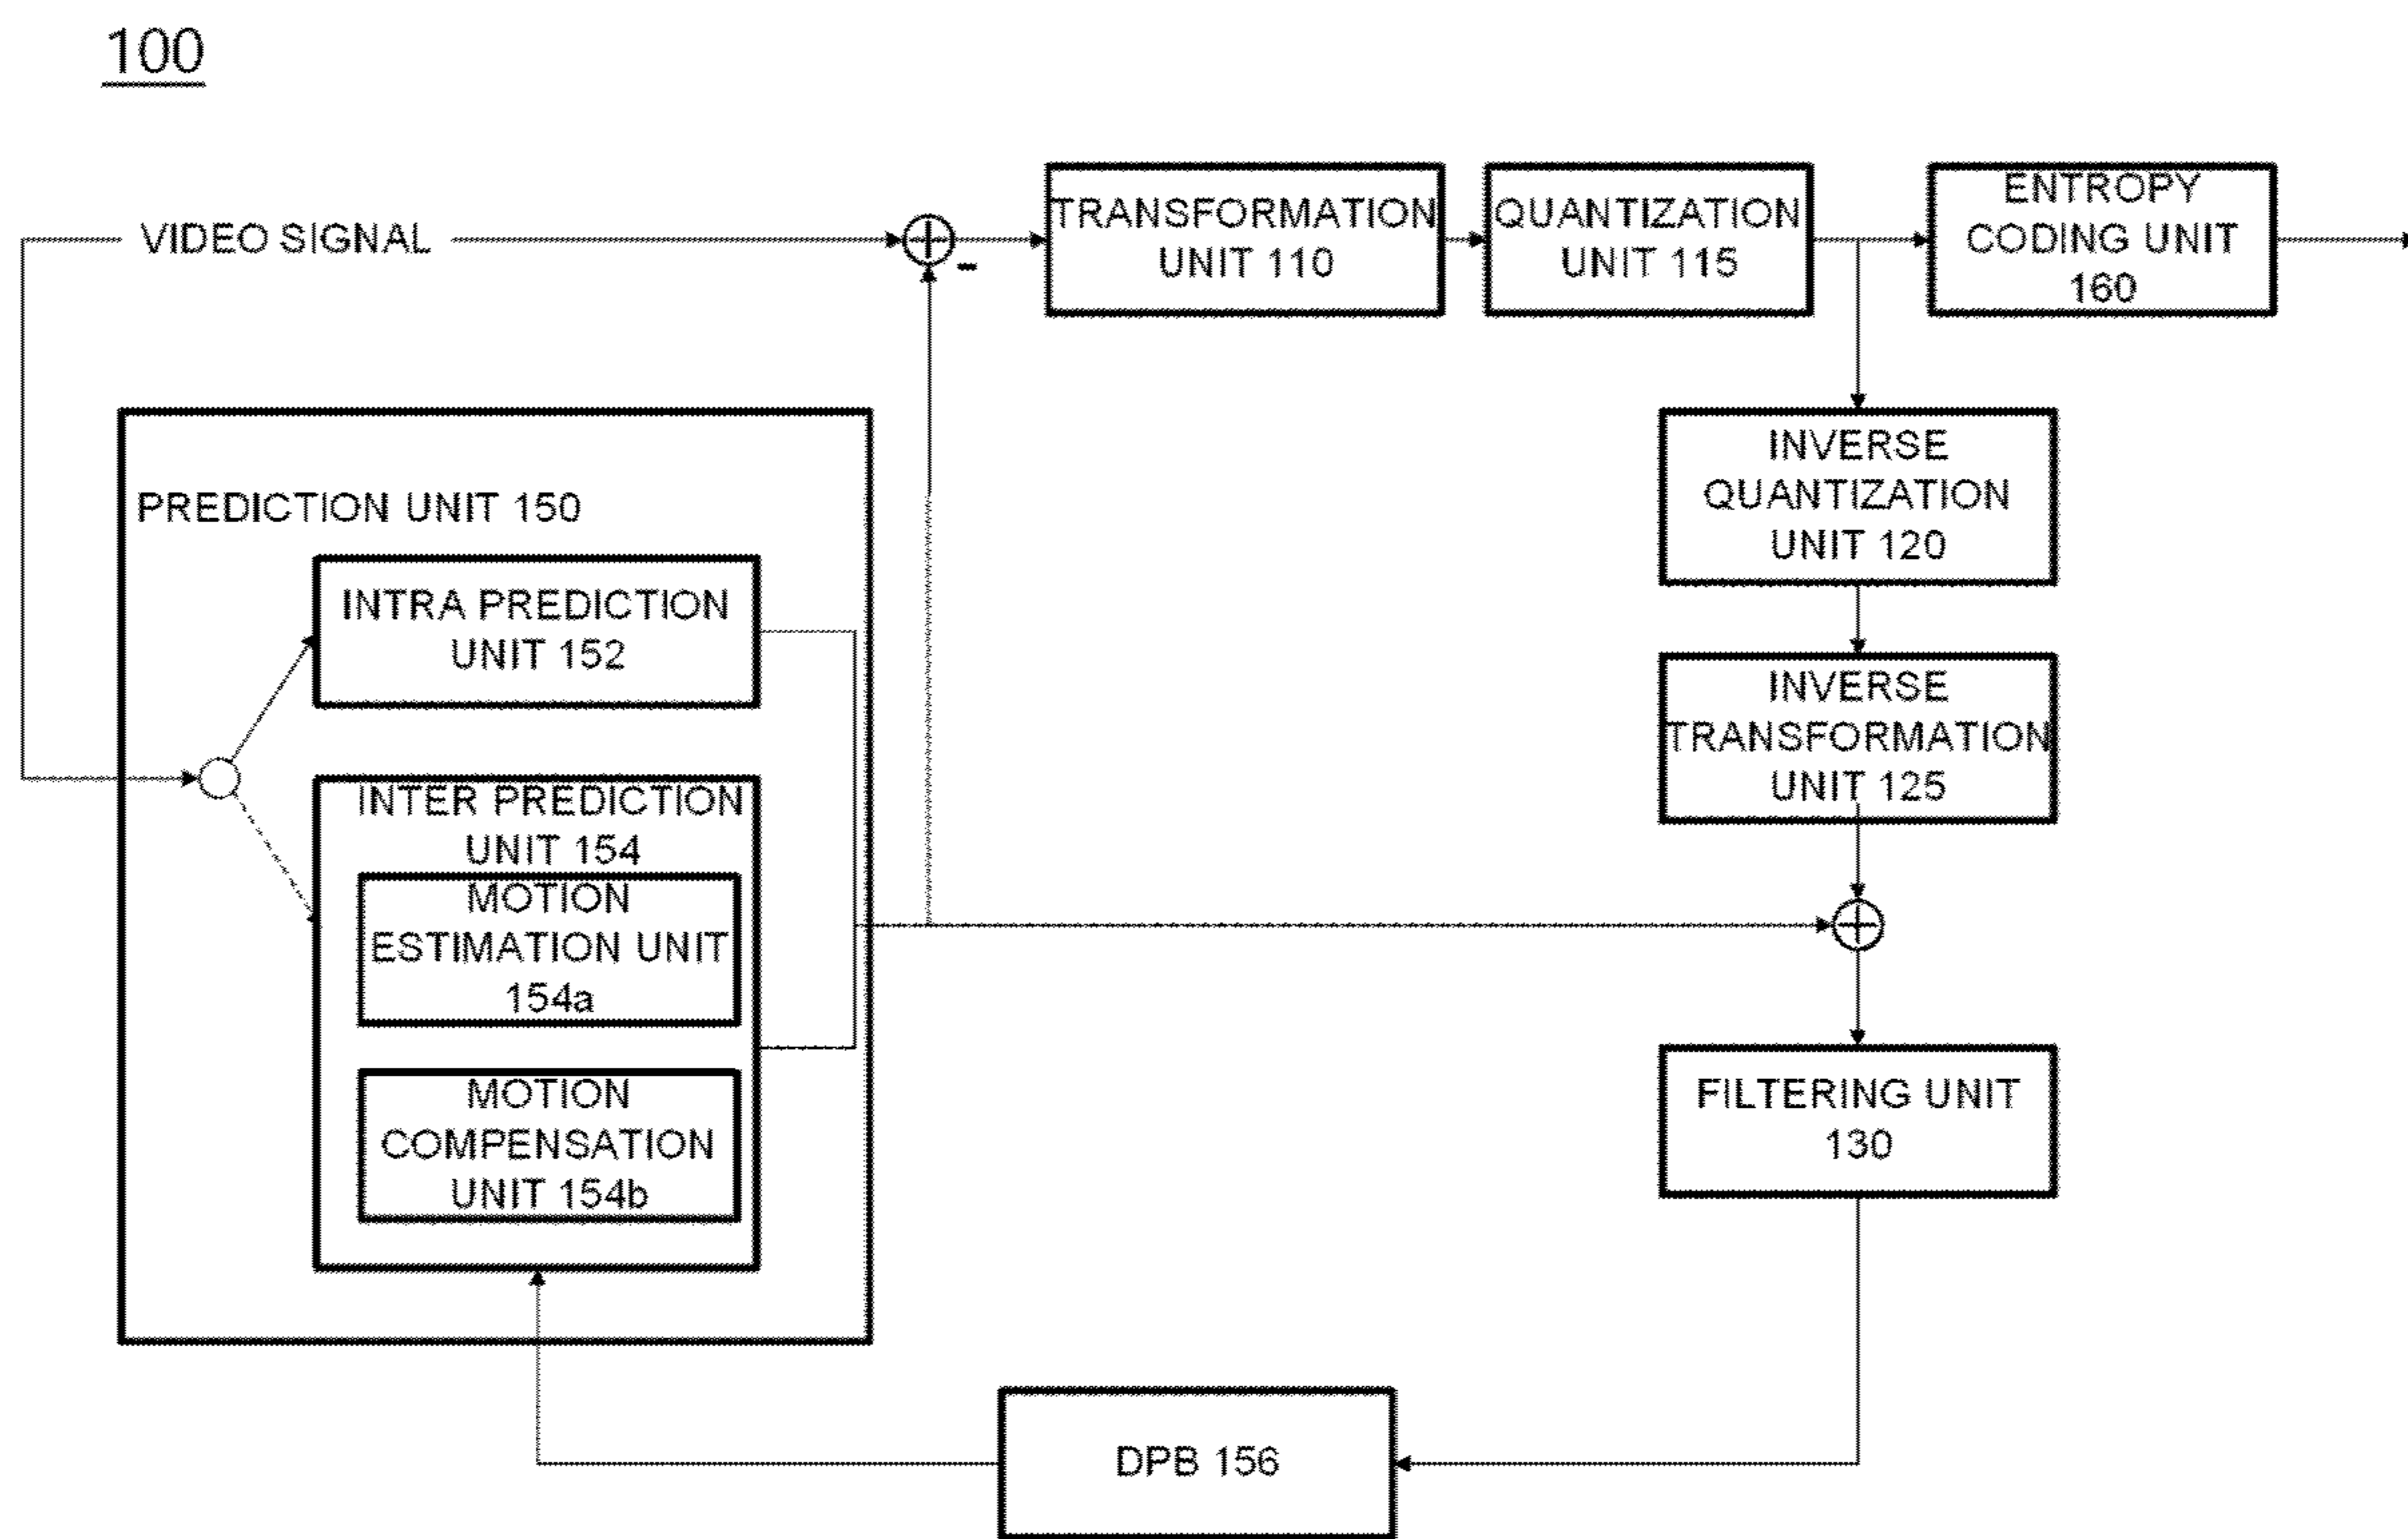 100
VIDEO SIGNAL
-
TRANSFORMATION
UNIT 110
QUANTIZATION
UNIT 115
ENTROPY
CODING UNIT
160
INVERSE
QUANTIZATION
UNIT 120
INVERSE
TRANSFORMATION
UNIT 125
PREDICTION UNIT 150
INTRA PREDICTION
UNIT 152
INTER PREDICTION
UNIT 154
MOTION
ESTIMATION UNIT
154a
MOTION
COMPENSATION
UNIT 154b
FILTERING UNIT
130
DPB 156